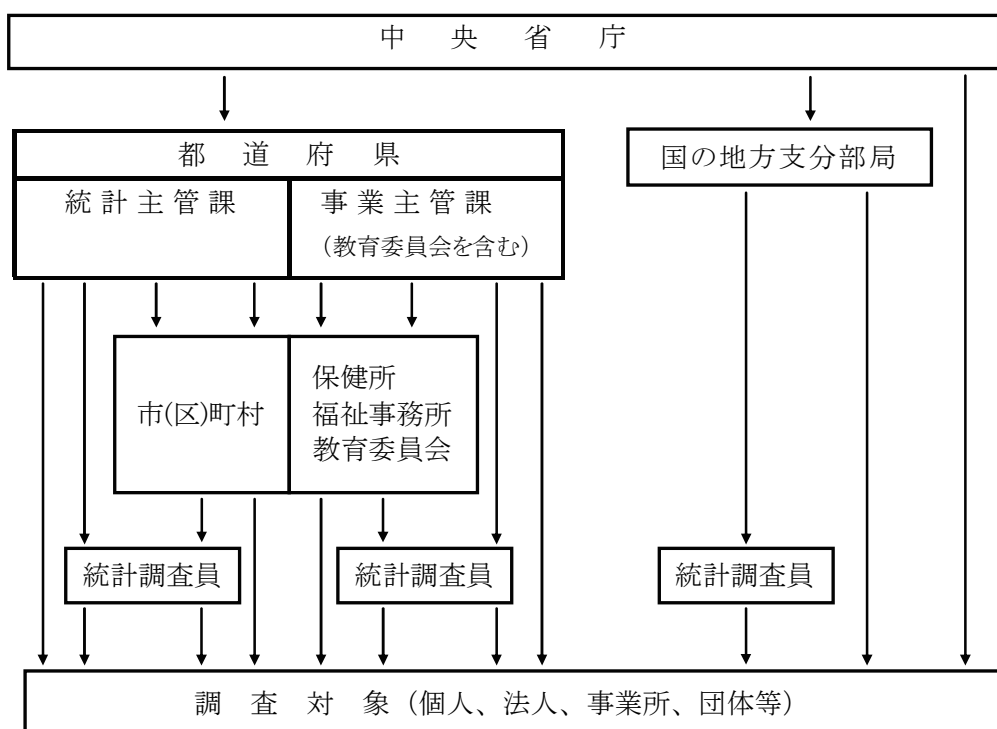 中央省庁
都道府県
国の地方支分部局
統計主管課
事業主管課
(教育委員会を含む)
市(区)町村
保健所
福祉事務所
教育委員会
統計調査員
統計調査員
統計調査員
調査対象(個人、法人、事業所、団体等)